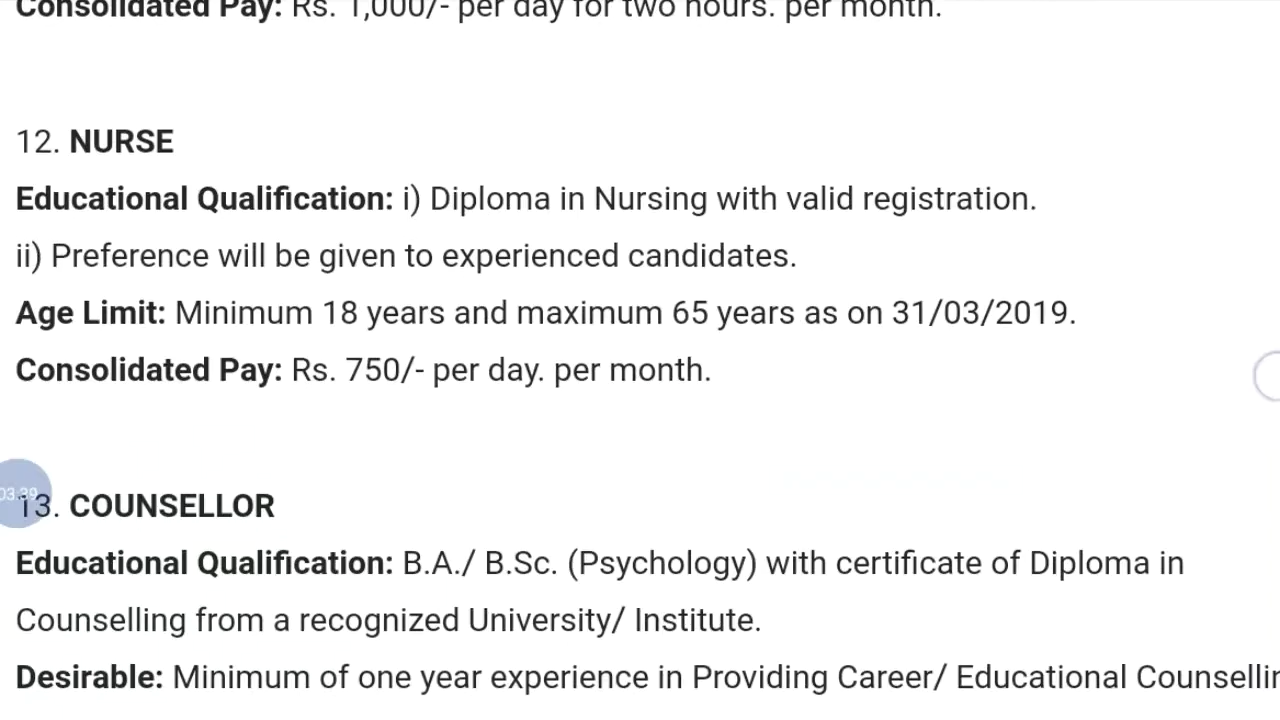 Consolidated Pay: Rs. 1,000/- per day for two hours. per month.
12. NURSE
Educational Qualification: i) Diploma in Nursing with valid registration.
ii) Preference will be given to experienced candidates.
Age Limit: Minimum 18 years and maximum 65 years as on 31/03/2019.
Consolidated Pay: Rs. 750/- per day. per month.
03:39
13. COUNSELLOR
Educational Qualification: B.A./ B.Sc. (Psychology) with certificate of Diploma in
Counselling from a recognized University/ Institute.
Desirable: Minimum of one year experience in Providing Career/ Educational Counsellin